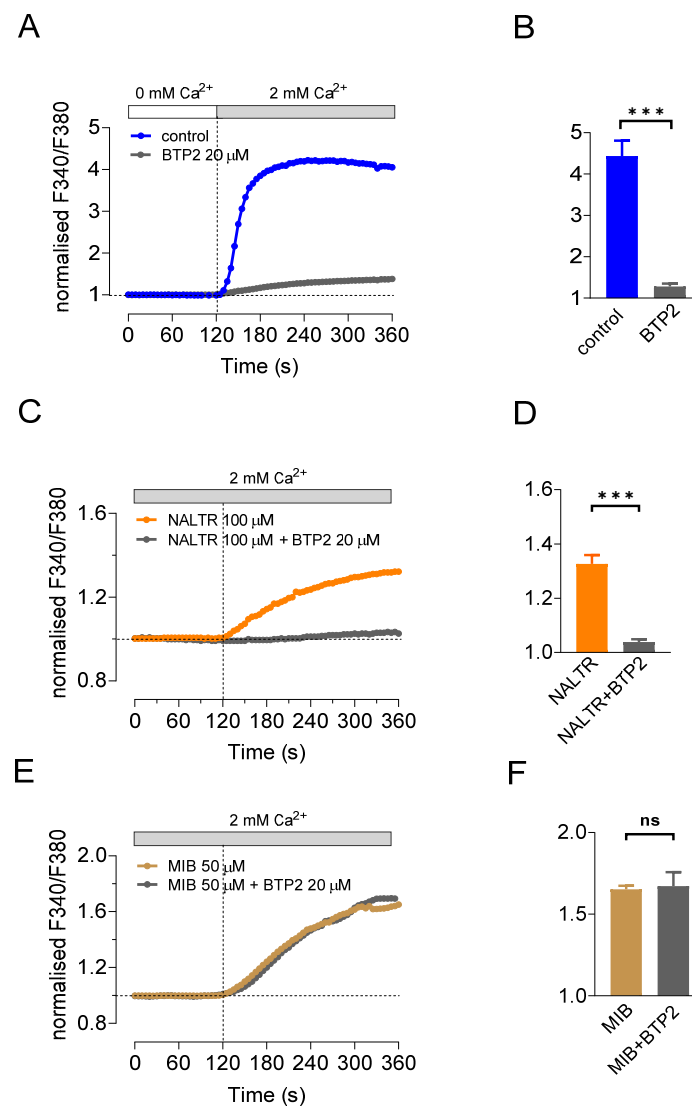 A
B
0 mM Ca²⁺ 2 mM Ca²⁺
control
BTP2 20 μM
normalised F340/F380
5
4
3
2
1
0 60 120 180 240 300 360
Time (s)
***
5
4
3
2
1
control BTP2
C
D
2 mM Ca²⁺
NALTR 100 μM
NALTR 100 μM + BTP2 20 μM
normalised F340/F380
1.6
1.2
0.8
0 60 120 180 240 300 360
Time (s)
***
1.6
1.4
1.2
1.0
NALTR NALTR+BTP2
E
F
2 mM Ca²⁺
MIB 50 μM
MIB 50 μM + BTP2 20 μM
normalised F340/F380
2.0
1.6
1.2
0.8
0 60 120 180 240 300 360
Time (s)
ns
2.0
1.5
1.0
MIB MIB+BTP2